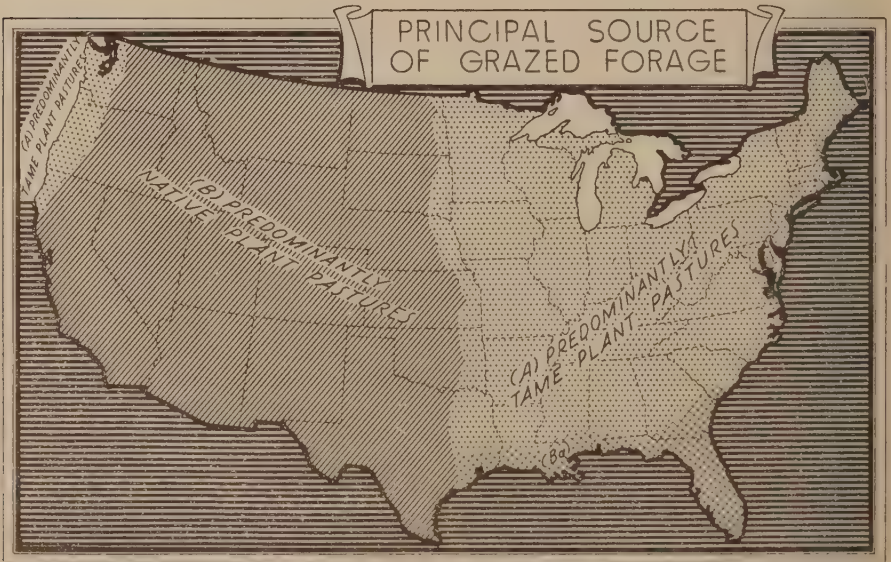 PRINCIPAL SOURCE
OF GRAZED FORAGE
(A) PREDOMINANTLY
TAME PLANT PASTURES
(B) PREDOMINANTLY
NATIVE PLANT PASTURES
(A) PREDOMINANTLY
TAME PLANT PASTURES
(Ba)